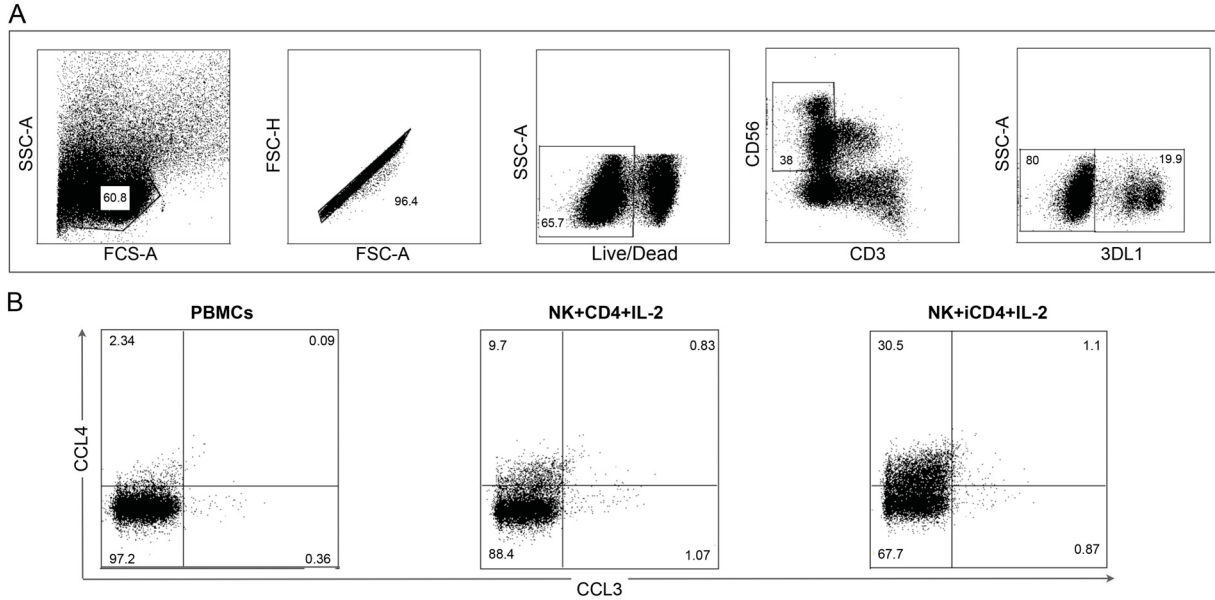 A
SSC-A
60.8
FCS-A
FSC-H
96.4
FSC-A
SSC-A
65.7
Live/Dead
CD56
38
CD3
SSC-A
80
19.9
3DL1
B
PBMCs
NK+CD4+IL-2
NK+iCD4+IL-2
CCL4
2.34
0.09
97.2
0.36
9.7
0.83
88.4
1.07
30.5
1.1
67.7
0.87
CCL3